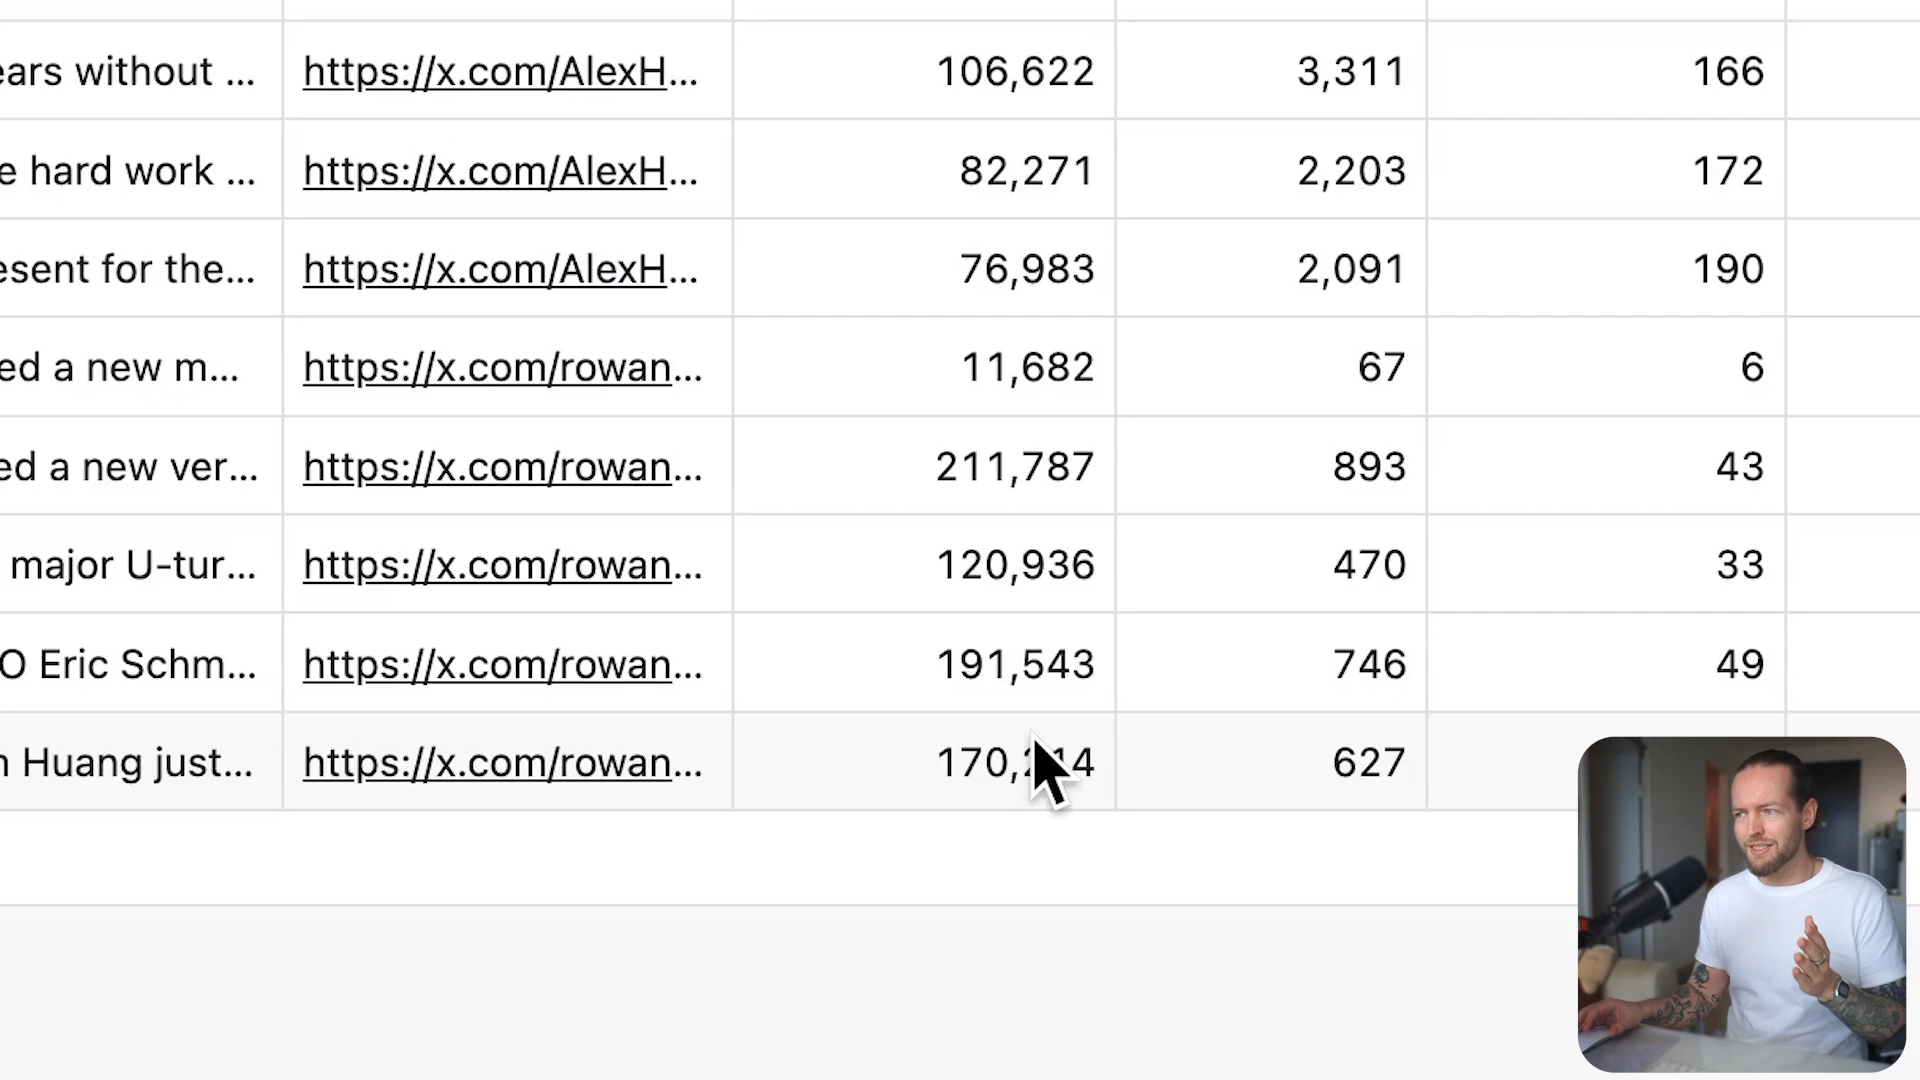 ears without ... https://x.com/AlexH... 106,622 3,311 166
e hard work ... https://x.com/AlexH... 82,271 2,203 172
esent for the... https://x.com/AlexH... 76,983 2,091 190
ed a new m... https://x.com/rowan... 11,682 67 6
ed a new ver... https://x.com/rowan... 211,787 893 43
major U-tur... https://x.com/rowan... 120,936 470 33
O Eric Schm... https://x.com/rowan... 191,543 746 49
n Huang just... https://x.com/rowan... 627